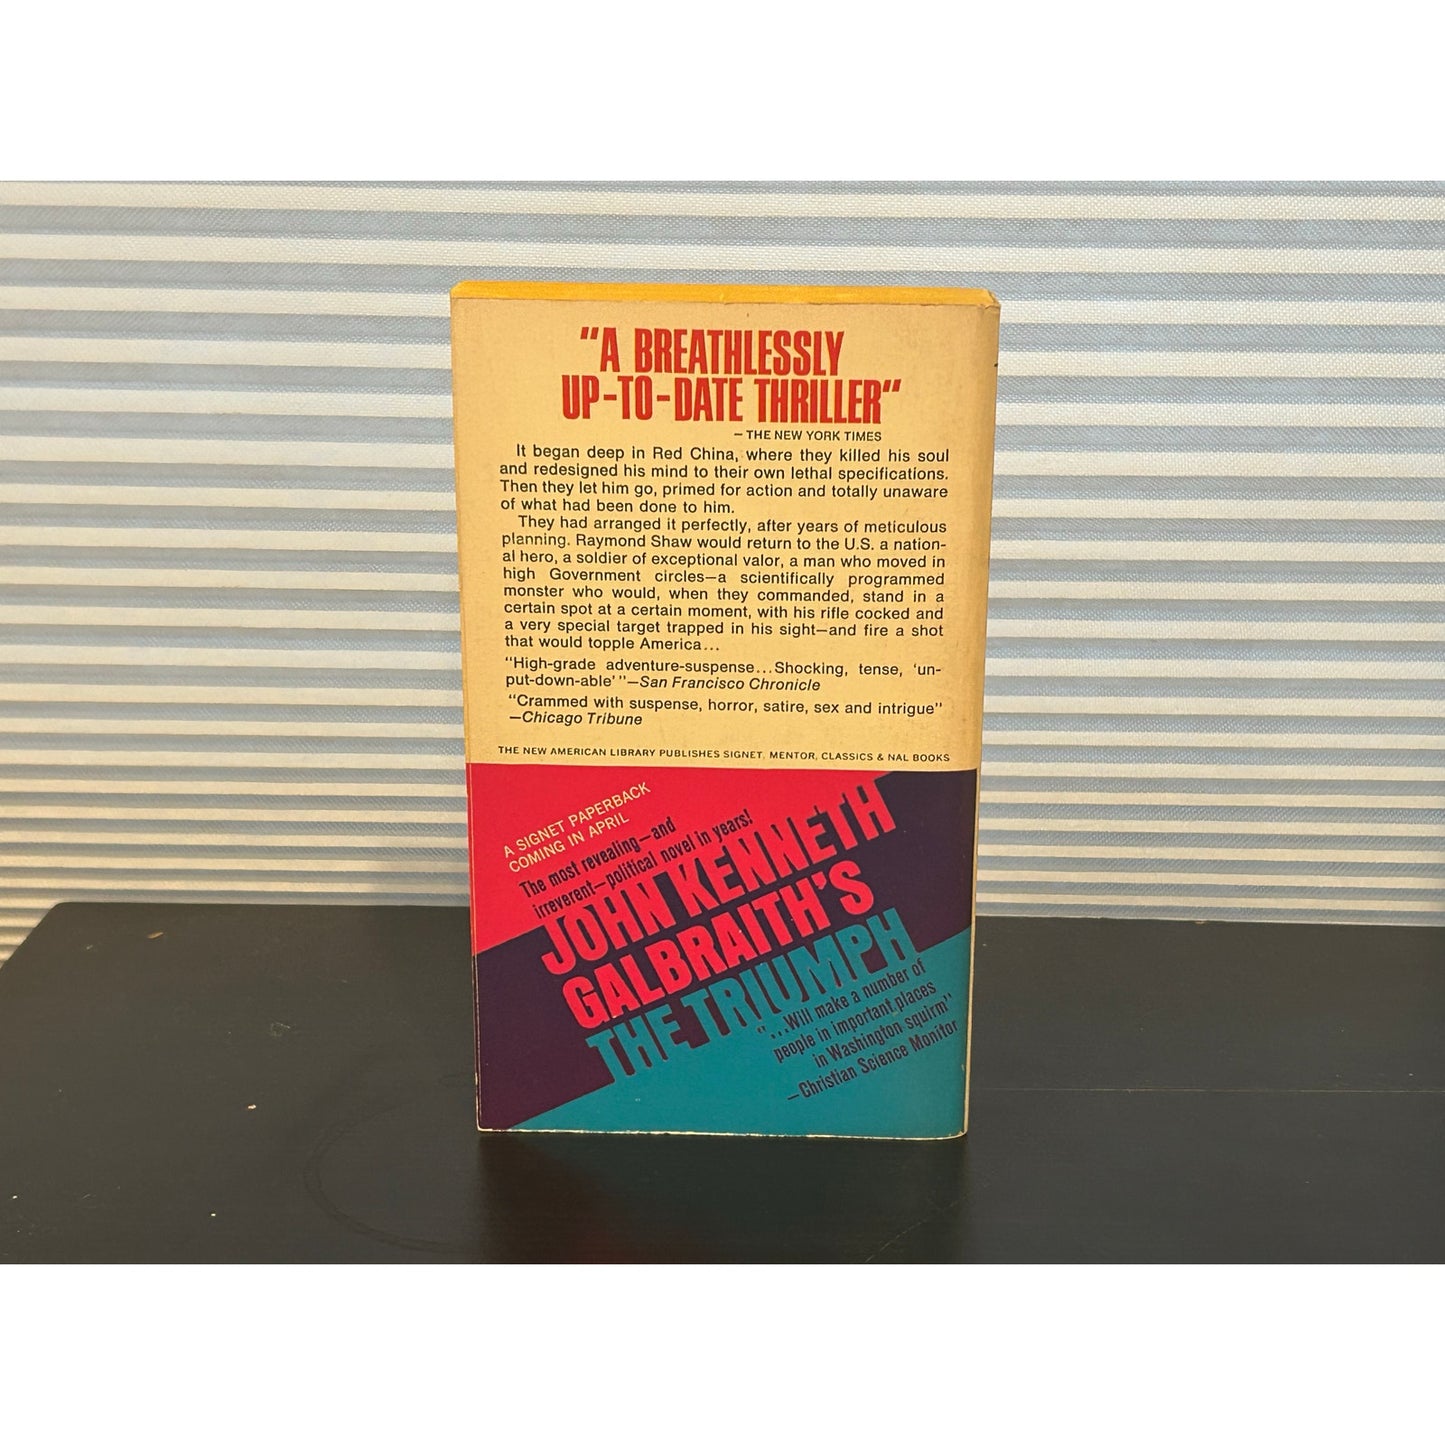 "A BREATHLESSLY
UP-TO-DATE THRILLER"
—THE NEW YORK TIMES
It began deep in Red China, where they killed his soul
and redesigned his mind to their own lethal specifications.
Then they let him go, primed for action and totally unaware
of what had been done to him.
They had arranged it perfectly, after years of meticulous
planning. Raymond Shaw would return to the U.S. a nation-
al hero, a soldier of exceptional valor, a man who moved in
high Government circles—a scientifically programmed
monster who would, when they commanded, stand in a
certain spot at a certain moment, with his rifle cocked and
a very special target trapped in his sight—and fire a shot
that would topple America...
"High-grade adventure-suspense...Shocking, tense, 'un-
put-down-able'"—San Francisco Chronicle
"Crammed with suspense, horror, satire, sex and intrigue"
—Chicago Tribune
THE NEW AMERICAN LIBRARY PUBLISHES SIGNET, MENTOR, CLASSICS & NAL BOOKS
A SIGNET PAPERBACK
COMING IN APRIL
The most revealing—and
irreverent—political novel in years!
JOHN KENNETH
GALBRAITH'S
THE TRIUMPH
"...Will make a number of
people in important places
in Washington squirm"
—Christian Science Monitor